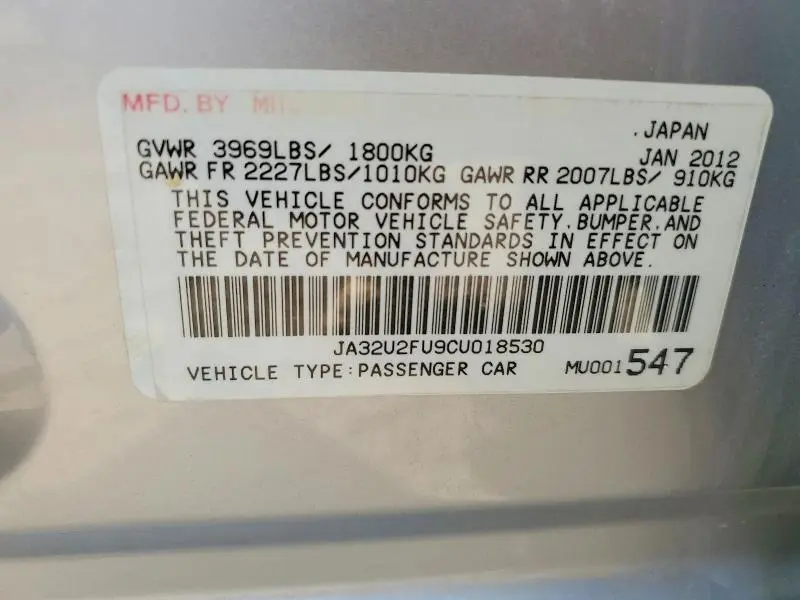 MFD. BY
. JAPAN
GVWR 3969LBS/ 1800KG JAN 2012
GAWR FR 2227LBS/1010KG GAWR RR 2007LBS/ 910KG
THIS VEHICLE CONFORMS TO ALL APPLICABLE
FEDERAL MOTOR VEHICLE SAFETY.BUMPER.AND
THEFT PREVENTION STANDARDS IN EFFECT ON
THE DATE OF MANUFACTURE SHOWN ABOVE.
JA32U2FU9CU018530
VEHICLE TYPE:PASSENGER CAR MU001547